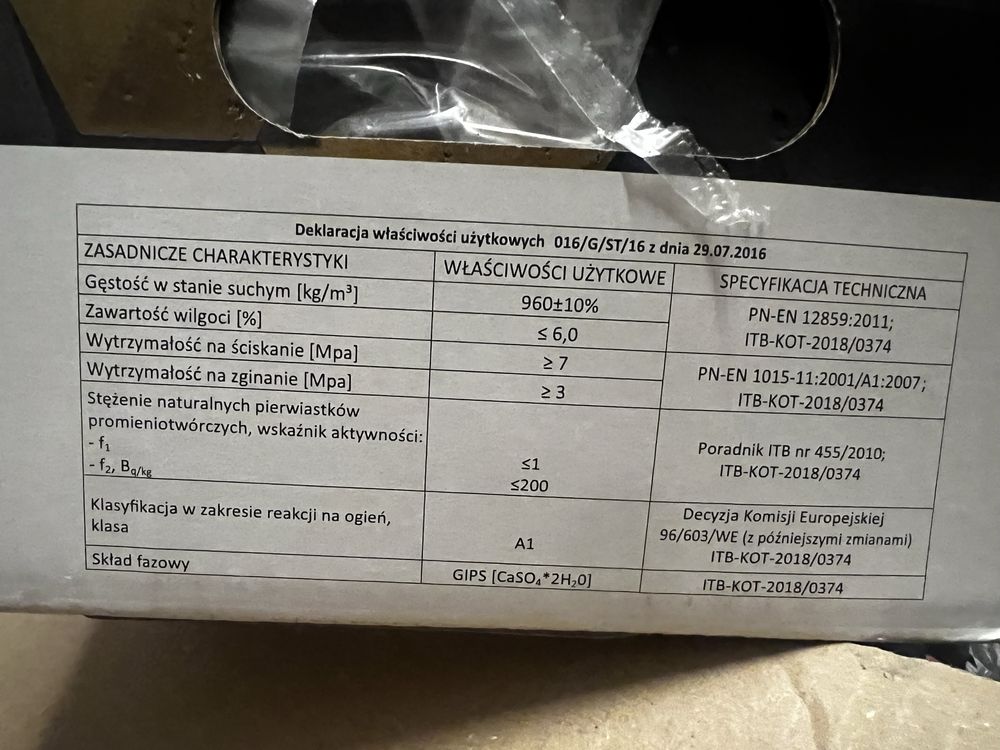 Deklaracja właściwości użytkowych 016/G/ST/16 z dnia 29.07.2016
ZASADNICZE CHARAKTERYSTYKI
WŁAŚCIWOŚCI UŻYTKOWE
SPECYFIKACJA TECHNICZNA
Gęstość w stanie suchym [kg/m³]
960±10%
PN-EN 12859:2011;
ITB-KOT-2018/0374
Zawartość wilgoci [%]
≤ 6,0
Wytrzymałość na ściskanie [Mpa]
≥ 7
PN-EN 1015-11:2001/A1:2007;
ITB-KOT-2018/0374
Wytrzymałość na zginanie [Mpa]
≥ 3
Stężenie naturalnych pierwiastków
promieniotwórczych, wskaźnik aktywności:
- f₁
- f₂, Bq/kg
≤1
≤200
Poradnik ITB nr 455/2010;
ITB-KOT-2018/0374
Klasyfikacja w zakresie reakcji na ogień,
klasa
A1
Decyzja Komisji Europejskiej
96/603/WE (z późniejszymi zmianami)
ITB-KOT-2018/0374
Skład fazowy
GIPS [CaSO₄*2H₂0]
ITB-KOT-2018/0374